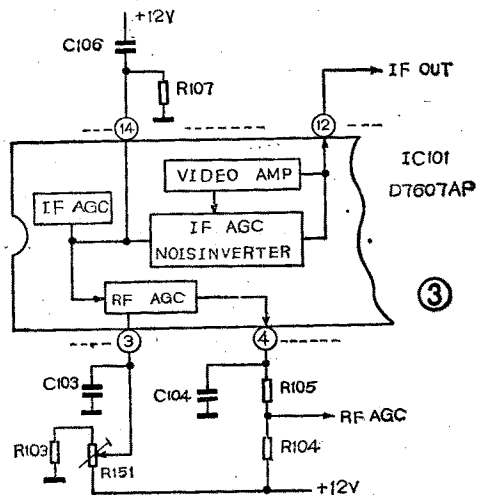 +12V
C106
R107
IF OUT
14
12
IC101
D7607AP
VIDEO AMP
IF AGC
IF AGC
NOISINVERTER
RF AGC
3
3
4
C103
C104
R105
RF AGC
R103
R151
R104
+12V